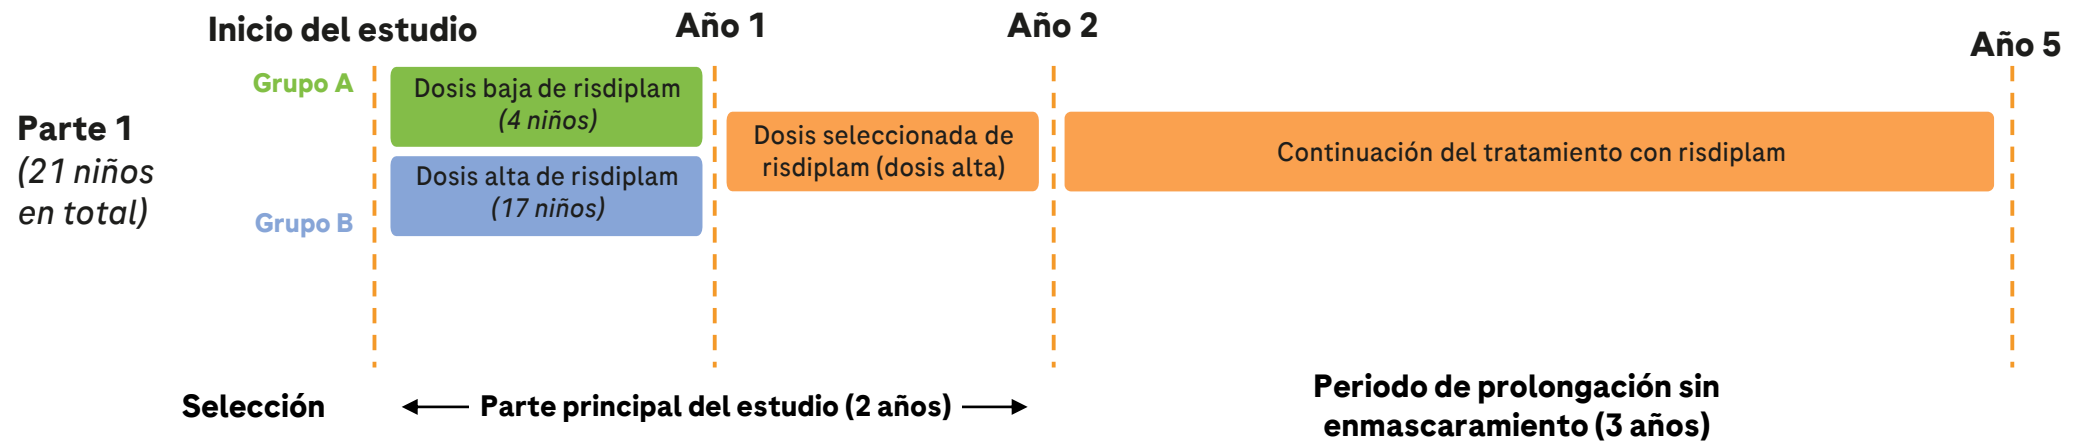 Inicio del estudio
Año 1
Año 2
Año 5
Parte 1
(21 niños
en total)
Grupo A
Dosis baja de risdiplam
(4 niños)
Grupo B
Dosis alta de risdiplam
(17 niños)
Dosis seleccionada de
risdiplam (dosis alta)
Continuación del tratamiento con risdiplam
Selección
Parte principal del estudio (2 años)
Periodo de prolongación sin
enmascaramiento (3 años)